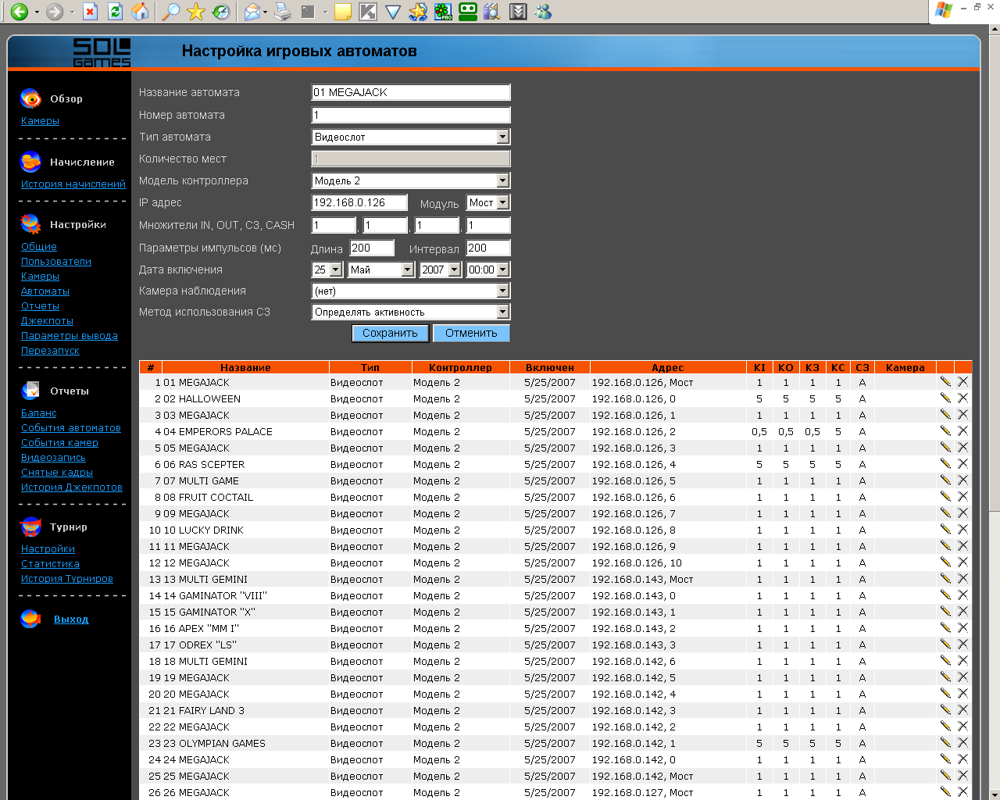 SOL GAMES
Настройка игровых автоматов
Обзор
Камеры
Начисление
История начислений
Настройки
Общие
Пользователи
Камеры
Автоматы
Отчеты
Джекпоты
Параметры вывода
Перезапуск
Отчеты
Баланс
События автоматов
События камер
Видеозапись
Снятые кадры
История Джекпотов
Турнир
Настройки
Статистика
История Турниров
Выход
Название автомата 01 MEGAJACK
Номер автомата 1
Тип автомата Видеослот
Количество мест 1
Модель контроллера Модель 2
IP адрес 192.168.0.126 Модуль Мост
Множители IN, OUT, СЗ, CASH 1, 1, 1, 1
Параметры импульсов (мс) Длина 200 Интервал 200
Дата включения 25 Май 2007 00:00
Камера наблюдения (нет)
Метод использования СЗ Определять активность
Сохранить Отменить
# Название Тип Контроллер Включен Адрес KI KO КЗ КС СЗ Камера
1 01 MEGAJACK Видеослот Модель 2 5/25/2007 192.168.0.126, Мост 1 1 1 1 А
2 02 HALLOWEEN Видеослот Модель 2 5/25/2007 192.168.0.126, 0 5 5 5 5 А
3 03 MEGAJACK Видеослот Модель 2 5/25/2007 192.168.0.126, 1 1 1 1 1 А
4 04 EMPERORS PALACE Видеослот Модель 2 5/25/2007 192.168.0.126, 2 0,5 0,5 0,5 5 А
5 05 MEGAJACK Видеослот Модель 2 5/25/2007 192.168.0.126, 3 1 1 1 1 А
6 06 RAS SCEPTER Видеослот Модель 2 5/25/2007 192.168.0.126, 4 5 5 5 5 А
7 07 MULTI GAME Видеослот Модель 2 5/25/2007 192.168.0.126, 5 1 1 1 1 А
8 08 FRUIT COCTAIL Видеослот Модель 2 5/25/2007 192.168.0.126, 6 1 1 1 1 А
9 09 MEGAJACK Видеослот Модель 2 5/25/2007 192.168.0.126, 7 1 1 1 1 А
10 10 LUCKY DRINK Видеослот Модель 2 5/25/2007 192.168.0.126, 8 1 1 1 1 А
11 11 MEGAJACK Видеослот Модель 2 5/25/2007 192.168.0.126, 9 1 1 1 1 А
12 12 MEGAJACK Видеослот Модель 2 5/25/2007 192.168.0.126, 10 1 1 1 1 А
13 13 MULTI GEMINI Видеослот Модель 2 5/25/2007 192.168.0.143, Мост 1 1 1 1 А
14 14 GAMINATOR "VIII" Видеослот Модель 2 5/25/2007 192.168.0.143, 0 1 1 1 1 А
15 15 GAMINATOR "X" Видеослот Модель 2 5/25/2007 192.168.0.143, 1 1 1 1 1 А
16 16 APEX "MM I" Видеослот Модель 2 5/25/2007 192.168.0.143, 2 1 1 1 1 А
17 17 ODREX "LS" Видеослот Модель 2 5/25/2007 192.168.0.143, 3 1 1 1 1 А
18 18 MULTI GEMINI Видеослот Модель 2 5/25/2007 192.168.0.142, 6 1 1 1 1 А
19 19 MEGAJACK Видеослот Модель 2 5/25/2007 192.168.0.142, 5 1 1 1 1 А
20 20 MEGAJACK Видеослот Модель 2 5/25/2007 192.168.0.142, 4 1 1 1 1 А
21 21 FAIRY LAND 3 Видеослот Модель 2 5/25/2007 192.168.0.142, 3 1 1 1 1 А
22 22 MEGAJACK Видеослот Модель 2 5/25/2007 192.168.0.142, 2 1 1 1 1 А
23 23 OLYMPIAN GAMES Видеослот Модель 2 5/25/2007 192.168.0.142, 1 5 5 5 5 А
24 24 MEGAJACK Видеослот Модель 2 5/25/2007 192.168.0.142, 0 1 1 1 1 А
25 25 MEGAJACK Видеослот Модель 2 5/25/2007 192.168.0.142, Мост 1 1 1 1 А
26 26 MEGAJACK Видеослот Модель 2 5/25/2007 192.168.0.127, Мост 1 1 1 1 А